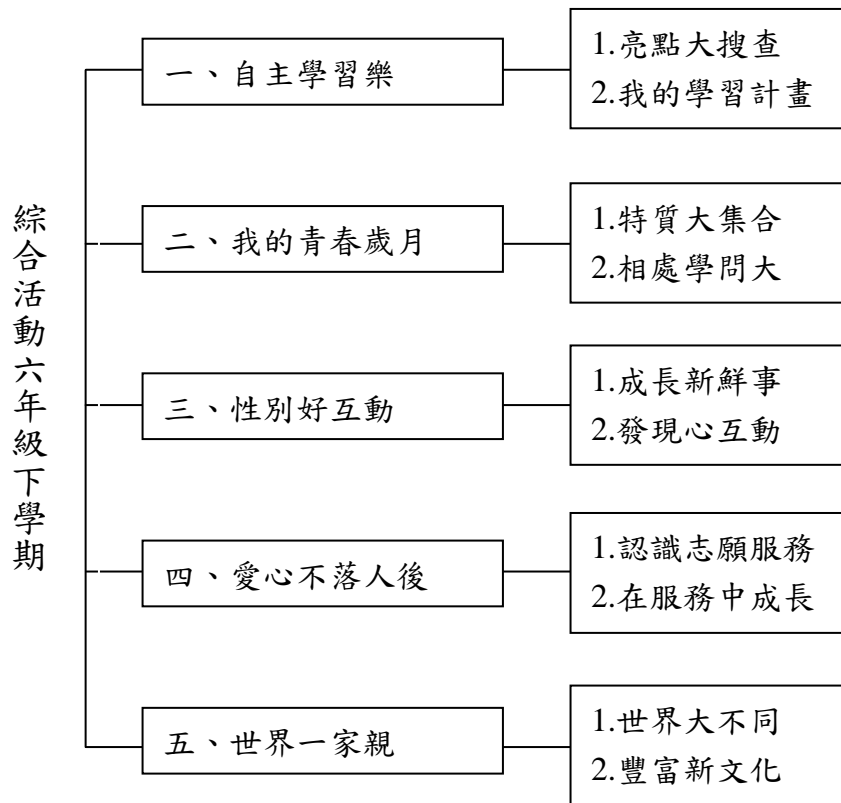 綜合活動六年級下學期
一、自主學習樂
1.亮點大搜查
2.我的學習計畫
二、我的青春歲月
1.特質大集合
2.相處學問大
三、性別好互動
1.成長新鮮事
2.發現心互動
四、愛心不落人後
1.認識志願服務
2.在服務中成長
五、世界一家親
1.世界大不同
2.豐富新文化